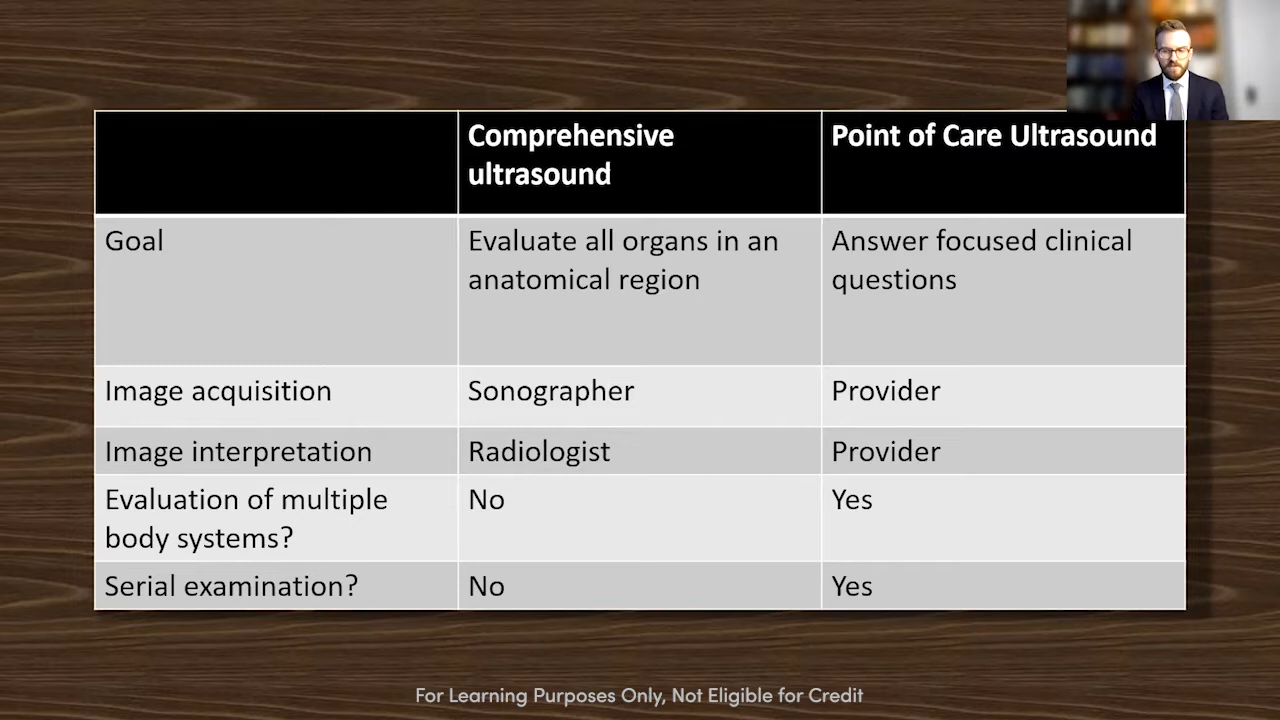 Comprehensive
ultrasound
Point of Care Ultrasound
Goal
Evaluate all organs in an
anatomical region
Answer focused clinical
questions
Image acquisition
Sonographer
Provider
Image interpretation
Radiologist
Provider
Evaluation of multiple
body systems?
No
Yes
Serial examination?
No
Yes
For Learning Purposes Only, Not Eligible for Credit